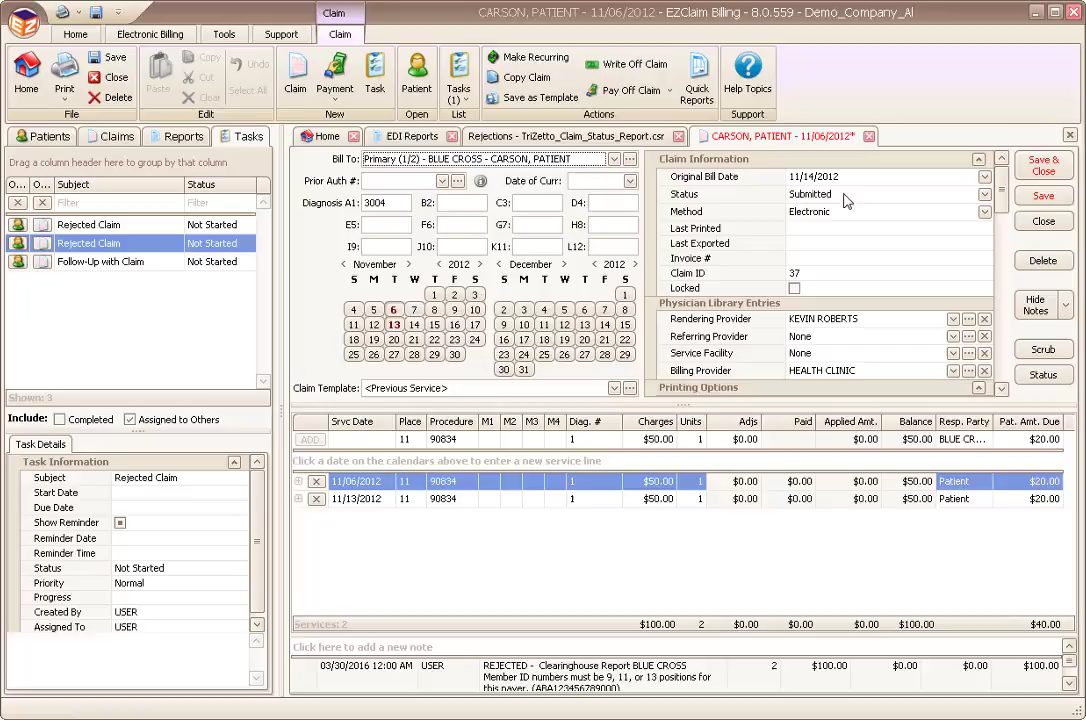 Claim
CARSON, PATIENT - 11/06/2012 - EZClaim Billing - 8.0.559 - Demo_Company_Al
Home Electronic Billing Tools Support Claim
Home Print Save Close Delete File
Paste Copy Cut Clear Undo Select All Edit
Claim Payment Task New
Patient Open
Tasks (1) List
Make Recurring Copy Claim Save as Template Write Off Claim Pay Off Claim Quick Reports Actions
Help Topics Support
Patients Claims Reports Tasks
Home EDI Reports Rejections - TriZetto_Claim_Status_Report.csr CARSON, PATIENT - 11/06/2012*
Drag a column header to group by that column
O... O... Subject Status
Filter Filter
Rejected Claim Not Started
Rejected Claim Not Started
Follow-Up with Claim Not Started
Shown: 3
Include: Completed Assigned to Others
Task Details
Task Information
Subject Rejected Claim
Start Date
Due Date
Show Reminder
Reminder Date
Reminder Time
Status Not Started
Priority Normal
Progress
Created By USER
Assigned To USER
Bill To: Primary (1/2) - BLUE CROSS - CARSON, PATIENT
Prior Auth #: Date of Curr:
Diagnosis A1: 3004 B2: C3: D4:
E5: F6: G7: H8:
I9: J10: K11: L12:
November 2012 December 2012
S M T W T F S S M T W T F S
1 2 3 1
4 5 6 7 8 9 10 2 3 4 5 6 7 8
11 12 13 14 15 16 17 9 10 11 12 13 14 15
18 19 20 21 22 23 24 16 17 18 19 20 21 22
25 26 27 28 29 30 23 24 25 26 27 28 29
30 31
Claim Template: <Previous Service>
Claim Information
Original Bill Date 11/14/2012
Status Submitted
Method Electronic
Last Printed
Last Exported
Invoice #
Claim ID 37
Locked
Physician Library Entries
Rendering Provider KEVIN ROBERTS
Referring Provider None
Service Facility None
Billing Provider HEALTH CLINIC
Printing Options
Save & Close
Save
Close
Delete
Hide Notes
Scrub
Status
Srvc Date Place Procedure M1 M2 M3 M4 Diag. # Charges Units Adjs Paid Applied Amt. Balance Resp. Party Pat. Amt. Due
ADD 11 90834 1 $50.00 1 $0.00 $0.00 $50.00 BLUE CR... $20.00
Click a date on the calendars above to enter a new service line
11/06/2012 11 90834 1 $50.00 1 $0.00 $0.00 $0.00 $50.00 Patient $20.00
11/13/2012 11 90834 1 $50.00 1 $0.00 $0.00 $0.00 $50.00 Patient $20.00
Services: 2 $100.00 2 $0.00 $0.00 $0.00 $100.00 $40.00
Click here to add a new note
03/30/2016 12:00 AM USER REJECTED - Clearinghouse Report BLUE CROSS 2 $100.00 $0.00 $0.00 $100.00
Member ID numbers must be 9, 11, or 13 positions for
this payer. (ABA123456789000)